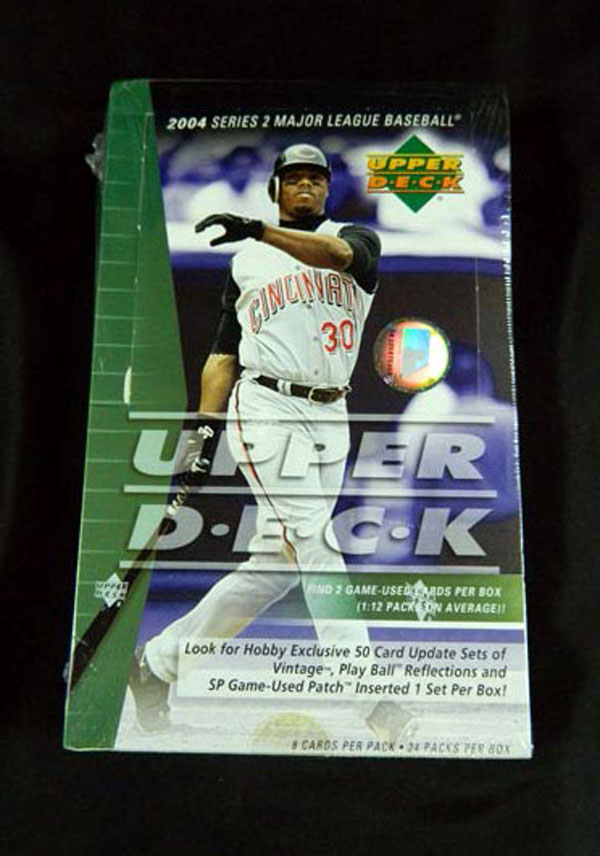 2004 SERIES 2 MAJOR LEAGUE BASEBALL®
UPPER
D·E·C·K
CINCINNATI
30
UPPER
D·E·C·K
UPPER
DECK
FIND 2 GAME-USED CARDS PER BOX
(1:12 PACKS ON AVERAGE)!
Look for Hobby Exclusive 50 Card Update Sets of
Vintage™, Play Ball™ Reflections and
SP Game-Used Patch™ Inserted 1 Set Per Box!
8 CARDS PER PACK • 24 PACKS PER BOX